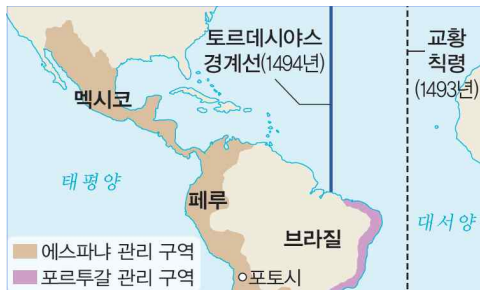 토르데시야스
경계선(1494년)
교황
칙령
(1493년)
멕시코
태평양
페루
브라질
대서양
에스파냐 관리 구역
포르투갈 관리 구역
포토시